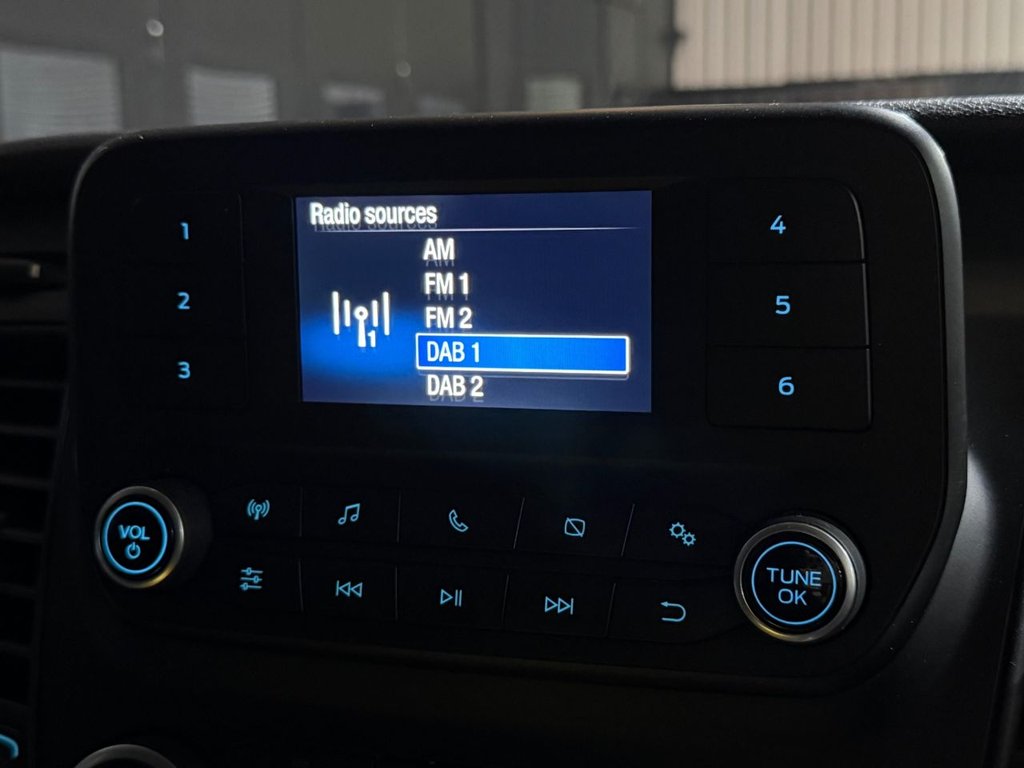 Radio sources
AM
FM 1
FM 2
DAB 1
DAB 2
1
1
2
3
4
5
6
VOL
TUNE
OK